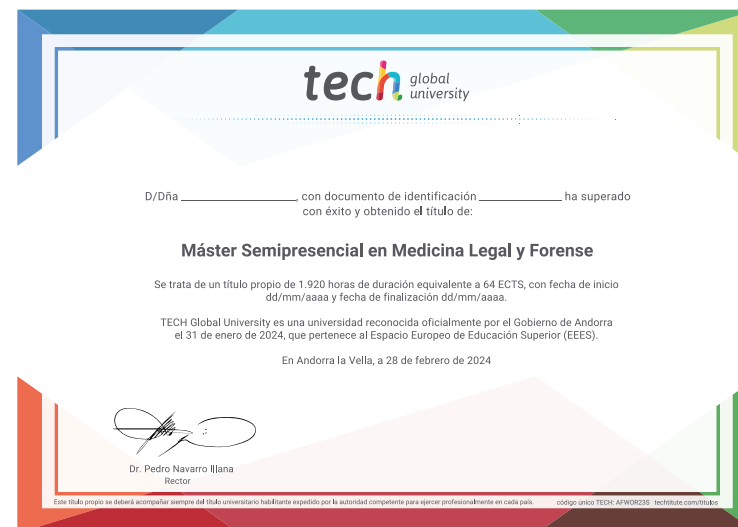 tech global university
D/Dña ____________, con documento de identificación ____________ ha superado
con éxito y obtenido el título de:
Máster Semipresencial en Medicina Legal y Forense
Se trata de un título propio de 1.920 horas de duración equivalente a 64 ECTS, con fecha de inicio
dd/mm/aaaa y fecha de finalización dd/mm/aaaa.
TECH Global University es una universidad reconocida oficialmente por el Gobierno de Andorra
el 31 de enero de 2024, que pertenece al Espacio Europeo de Educación Superior (EEES).
En Andorra la Vella, a 28 de febrero de 2024
Dr. Pedro Navarro Illana
Rector
Este título propio se deberá acompañar siempre del título universitario habilitante expedido por la autoridad competente para ejercer profesionalmente en cada país. código único TECH: AFWOR23S techtitute.com/titulos